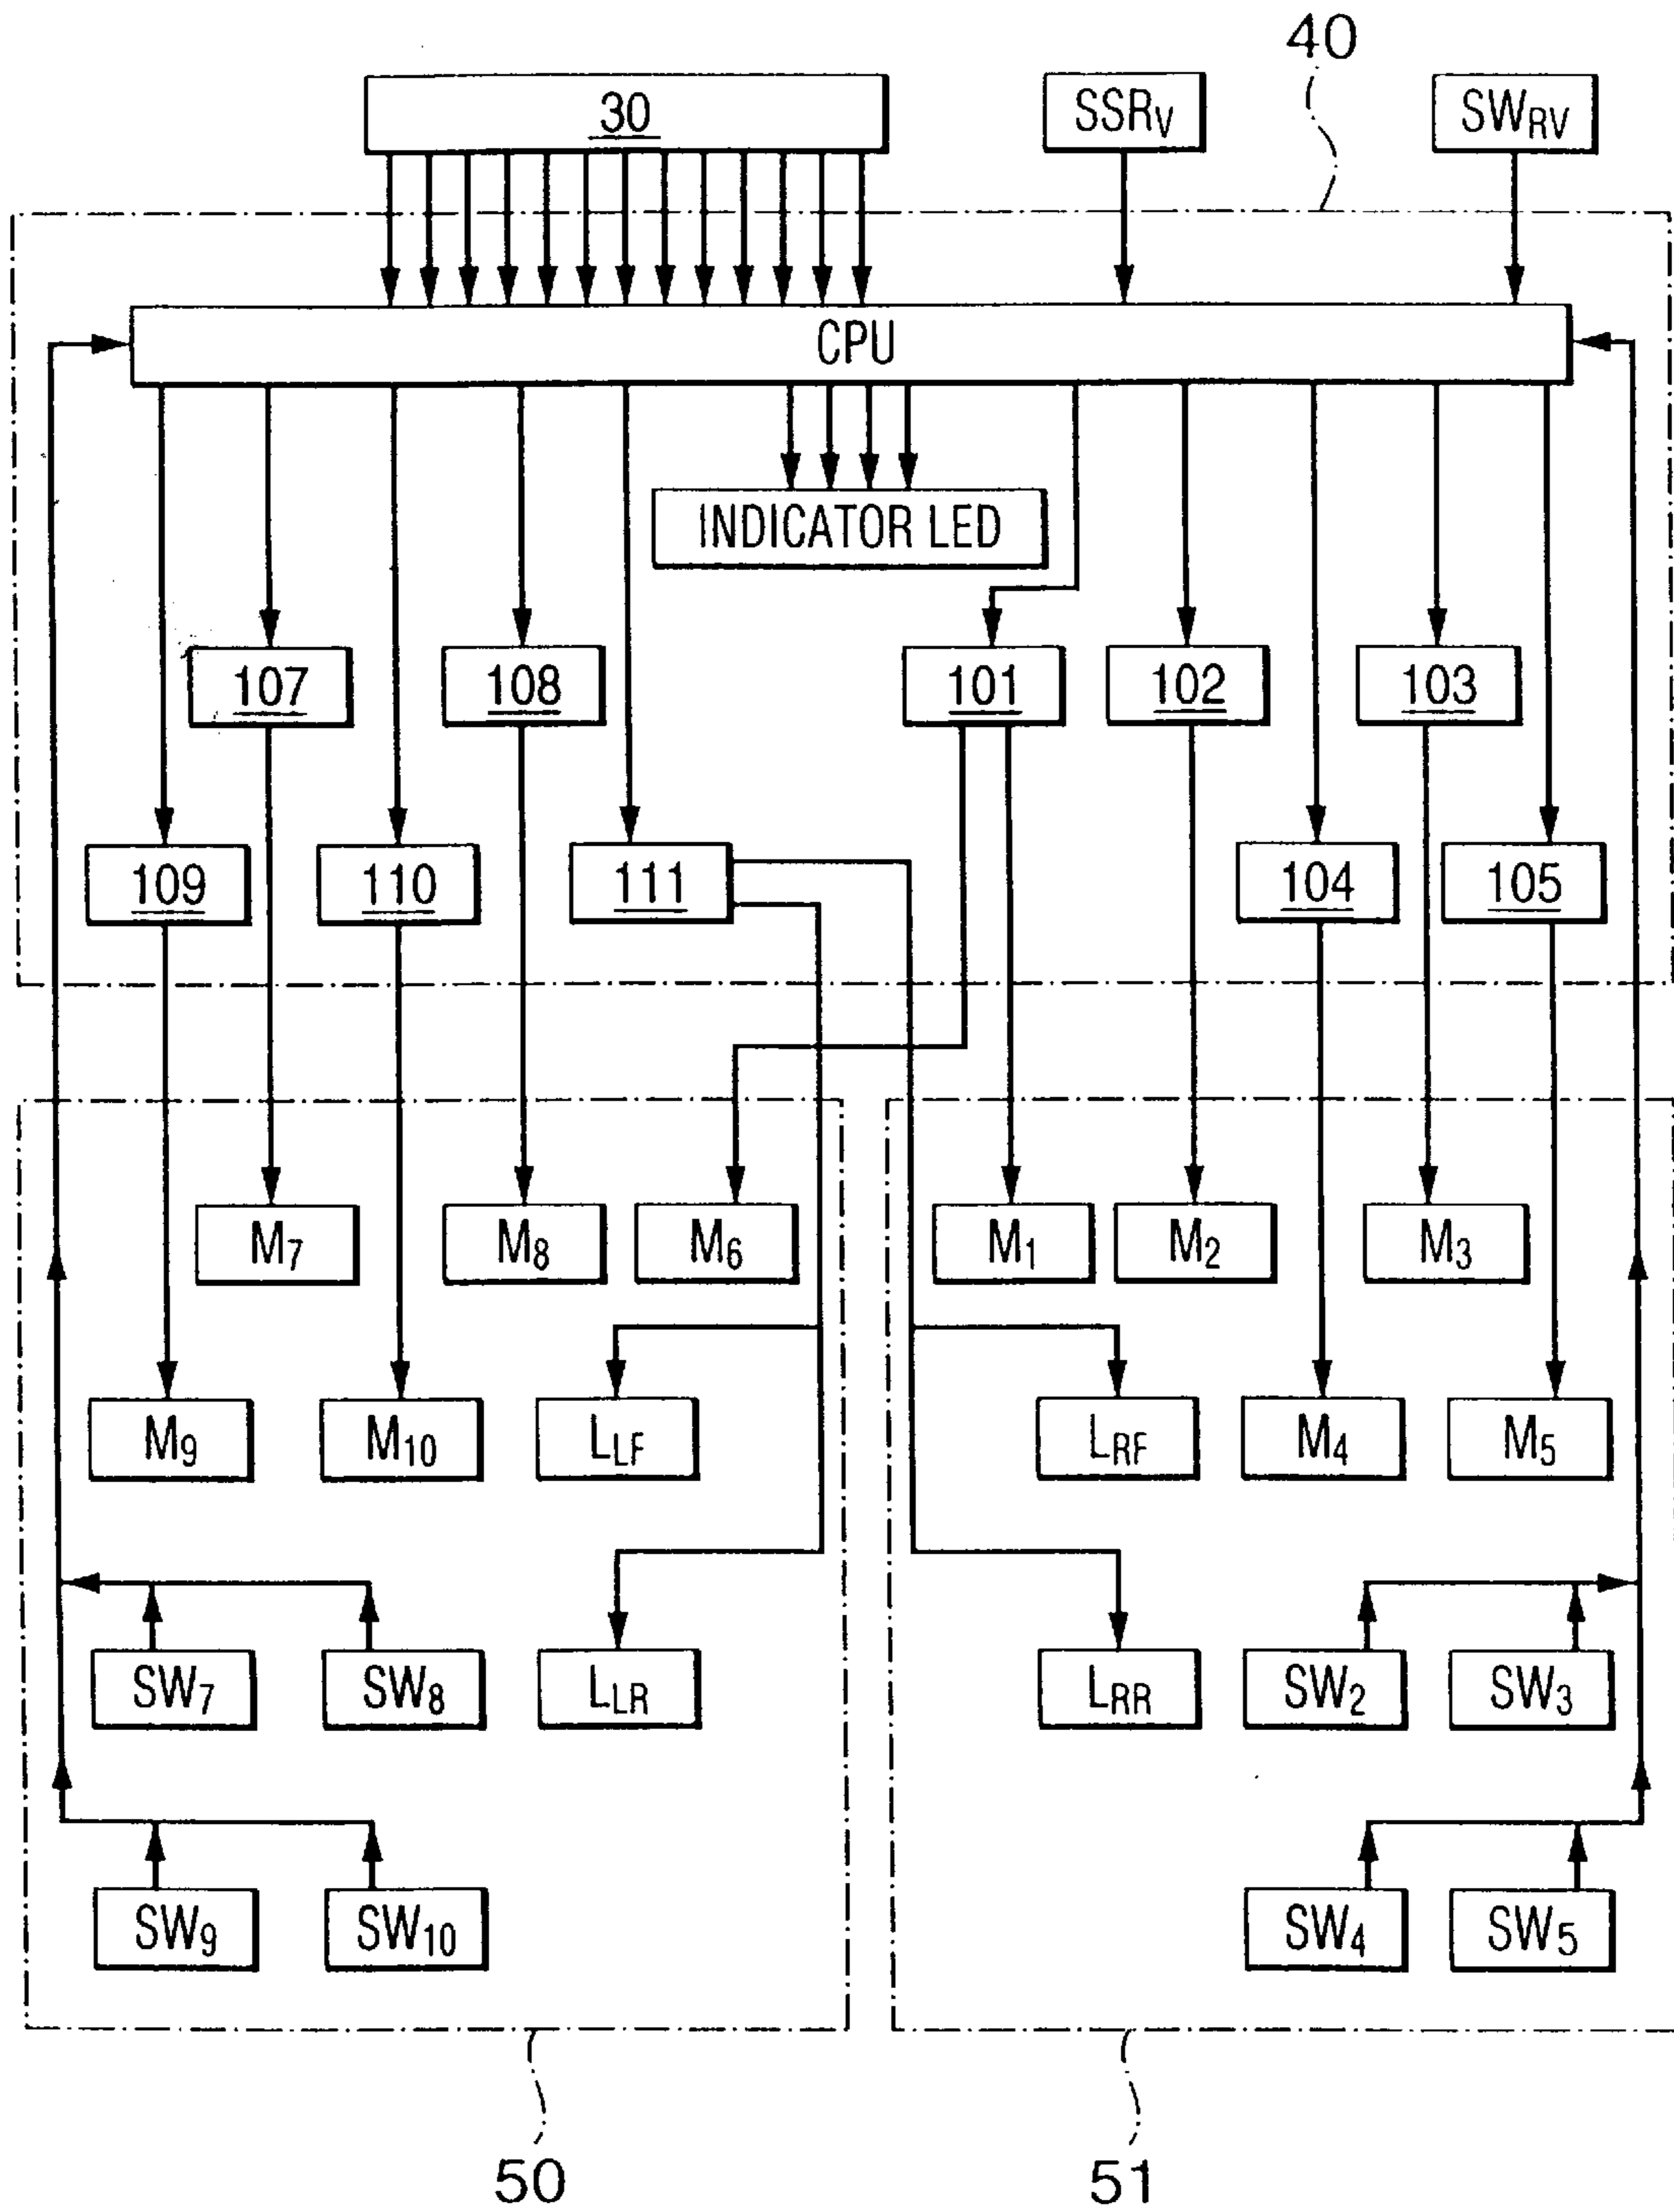 40
30 SSRV SWRV
CPU
INDICATOR LED
107 108 101 102 103
109 110 111 104 105
M7 M8 M6 M1 M2 M3
M9 M10 LLF LRF M4 M5
SW7 SW8 LLR LRR SW2 SW3
SW9 SW10 SW4 SW5
50 51